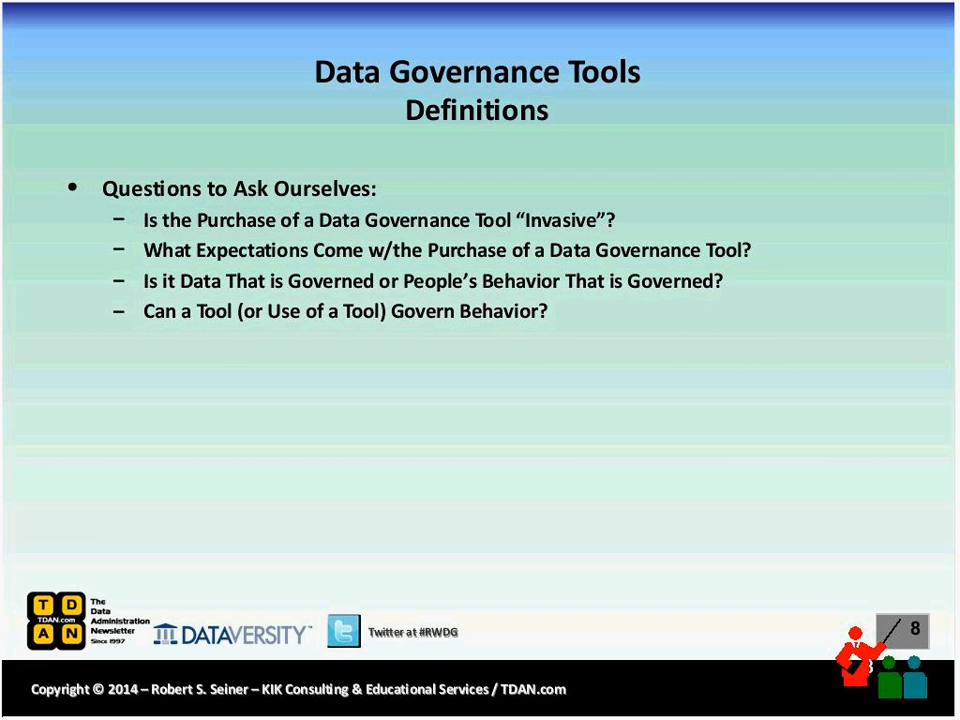 Data Governance Tools
Definitions
• Questions to Ask Ourselves:
– Is the Purchase of a Data Governance Tool “Invasive”?
– What Expectations Come w/the Purchase of a Data Governance Tool?
– Is it Data That is Governed or People’s Behavior That is Governed?
– Can a Tool (or Use of a Tool) Govern Behavior?
T D
TDAN.com
A N
The
Data
Administration
Newsletter
Since 1997
DATAVERSITY™
Twitter at #RWDG
8
Copyright © 2014 – Robert S. Seiner – KIK Consulting & Educational Services / TDAN.com